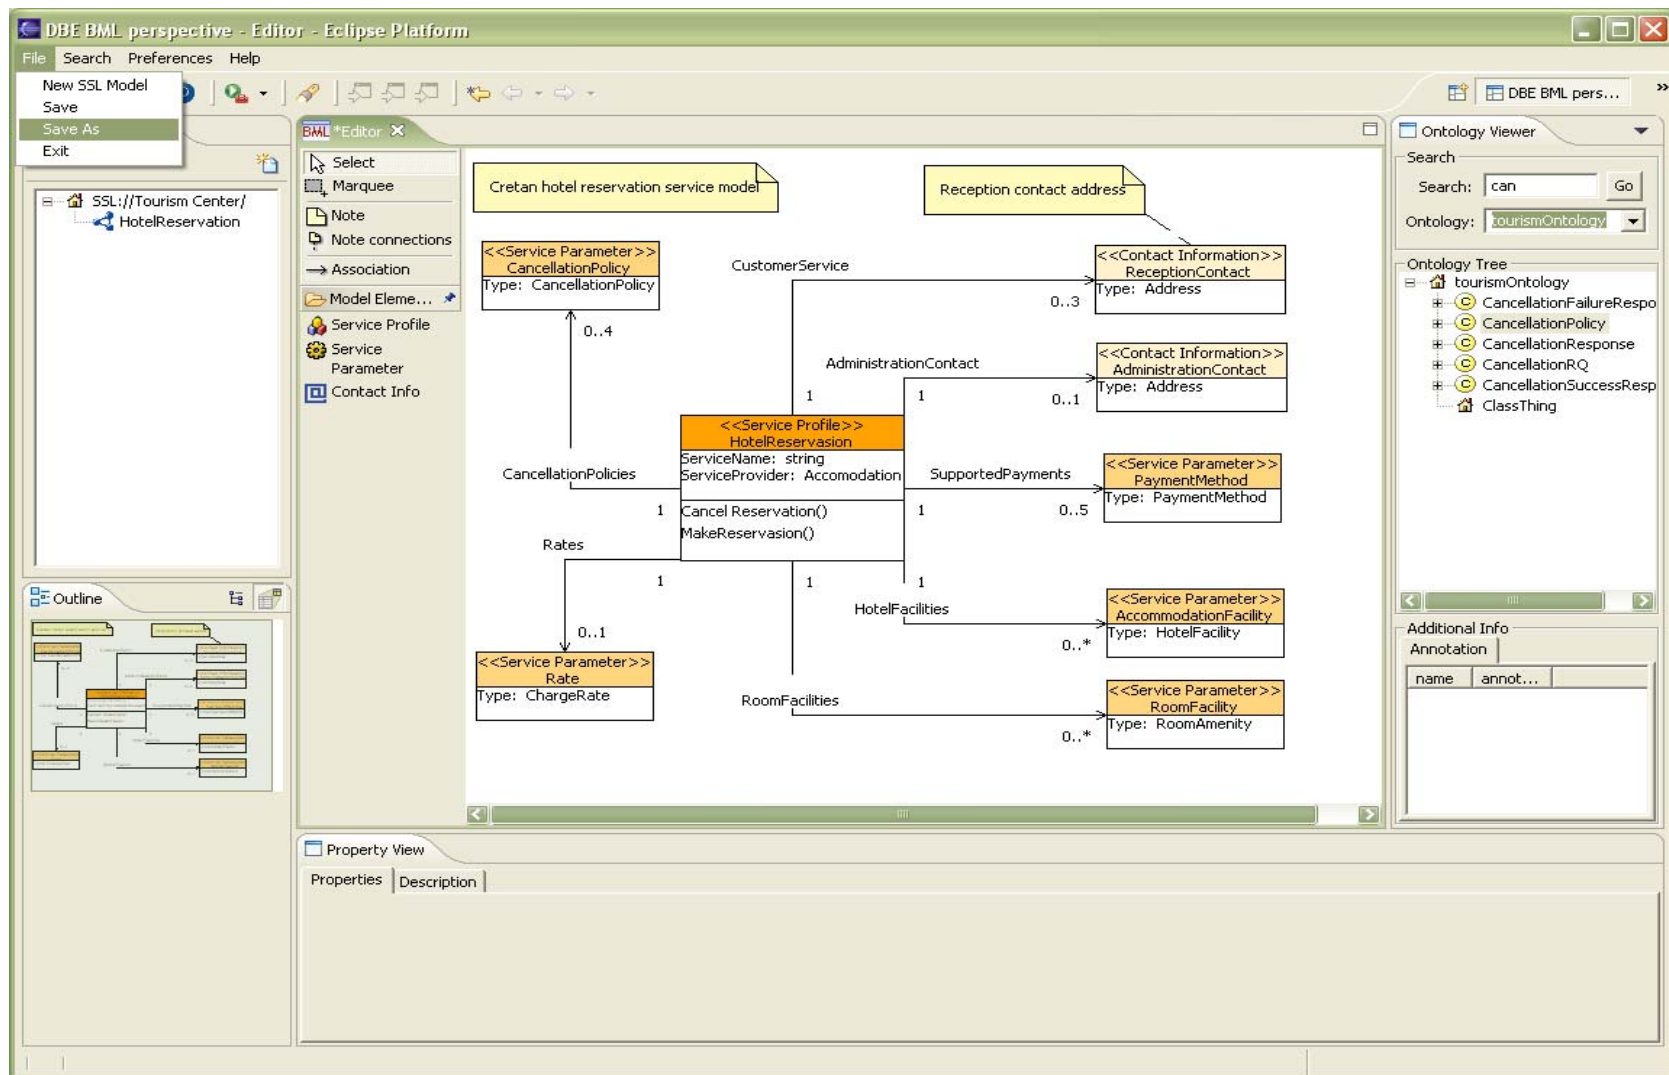 DBE BML perspective - Editor - Eclipse Platform
File Search Preferences Help
New SSL Model
Save
Save As
Exit
DBE BML pers...
SSL://Tourism Center/
HotelReservation
Outline
BML *Editor
Select
Marquee
Note
Note connections
Association
Model Eleme...
Service Profile
Service
Parameter
Contact Info
Cretan hotel reservation service model
Reception contact address
<<Service Parameter>>
CancellationPolicy
Type: CancellationPolicy
0..4
CustomerService
0..3
<<Contact Information>>
ReceptionContact
Type: Address
AdministrationContact
1
1
0..1
<<Contact Information>>
AdministrationContact
Type: Address
<<Service Profile>>
HotelReservasion
ServiceName: string
ServiceProvider: Accomodation
Cancel Reservation()
MakeReservasion()
CancellationPolicies
1
SupportedPayments
1
0..5
<<Service Parameter>>
PaymentMethod
Type: PaymentMethod
Rates
1
0..1
<<Service Parameter>>
Rate
Type: ChargeRate
1
1
HotelFacilities
0..*
<<Service Parameter>>
AccommodationFacility
Type: HotelFacility
RoomFacilities
0..*
<<Service Parameter>>
RoomFacility
Type: RoomAmenity
Ontology Viewer
Search
Search: can Go
Ontology: tourismOntology
Ontology Tree
tourismOntology
CancellationFailureRespo
CancellationPolicy
CancellationResponse
CancellationRQ
CancellationSuccessResp
ClassThing
Additional Info
Annotation
name annot...
Property View
Properties Description